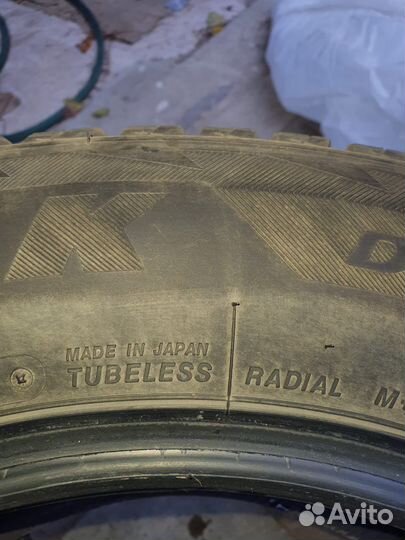 K D
MADE IN JAPAN
TUBELESS RADIAL M+
Avito